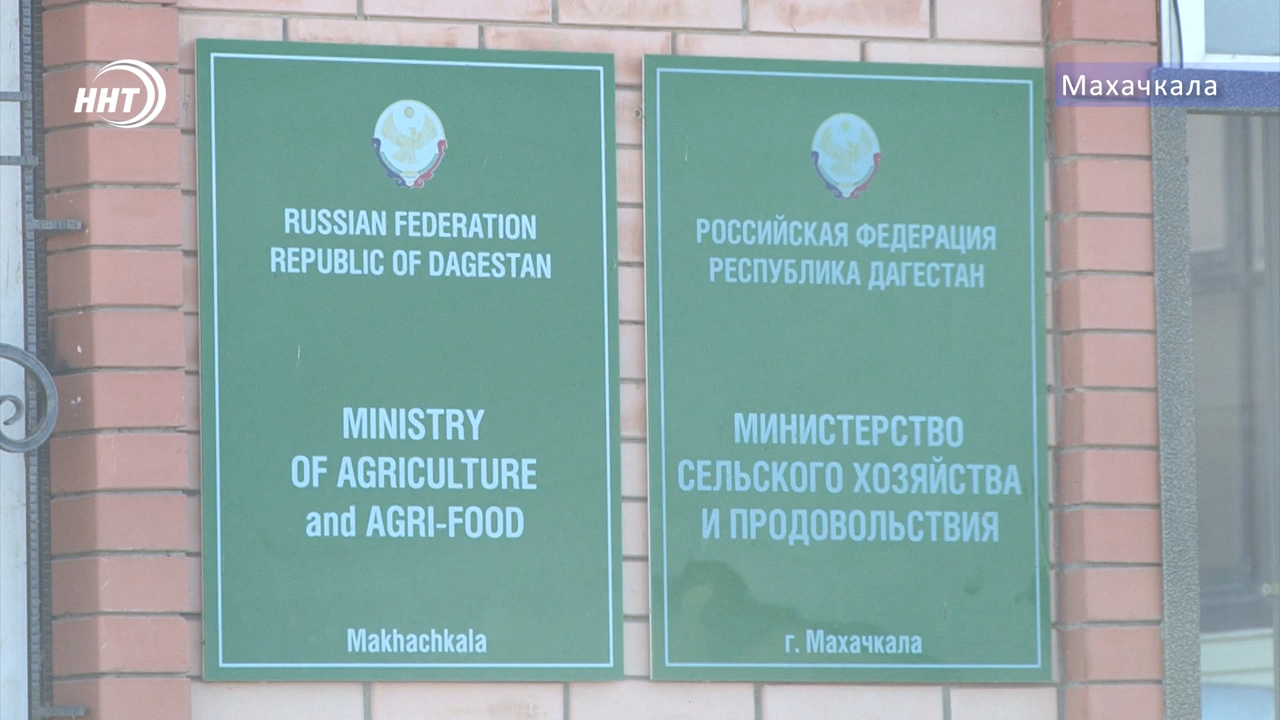 ННТ
Махачкала
RUSSIAN FEDERATION
REPUBLIC OF DAGESTAN
MINISTRY
OF AGRICULTURE
and AGRI-FOOD
Makhachkala
РОССИЙСКАЯ ФЕДЕРАЦИЯ
РЕСПУБЛИКА ДАГЕСТАН
МИНИСТЕРСТВО
СЕЛЬСКОГО ХОЗЯЙСТВА
И ПРОДОВОЛЬСТВИЯ
г. Махачкала